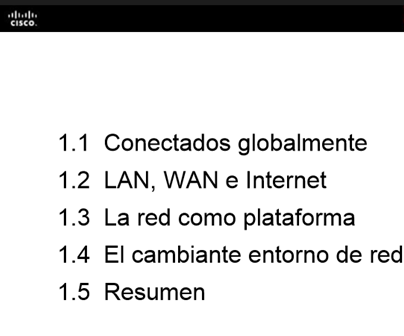 CISCO.
1.1 Conectados globalmente
1.2 LAN, WAN e Internet
1.3 La red como plataforma
1.4 El cambiante entorno de red
1.5 Resumen